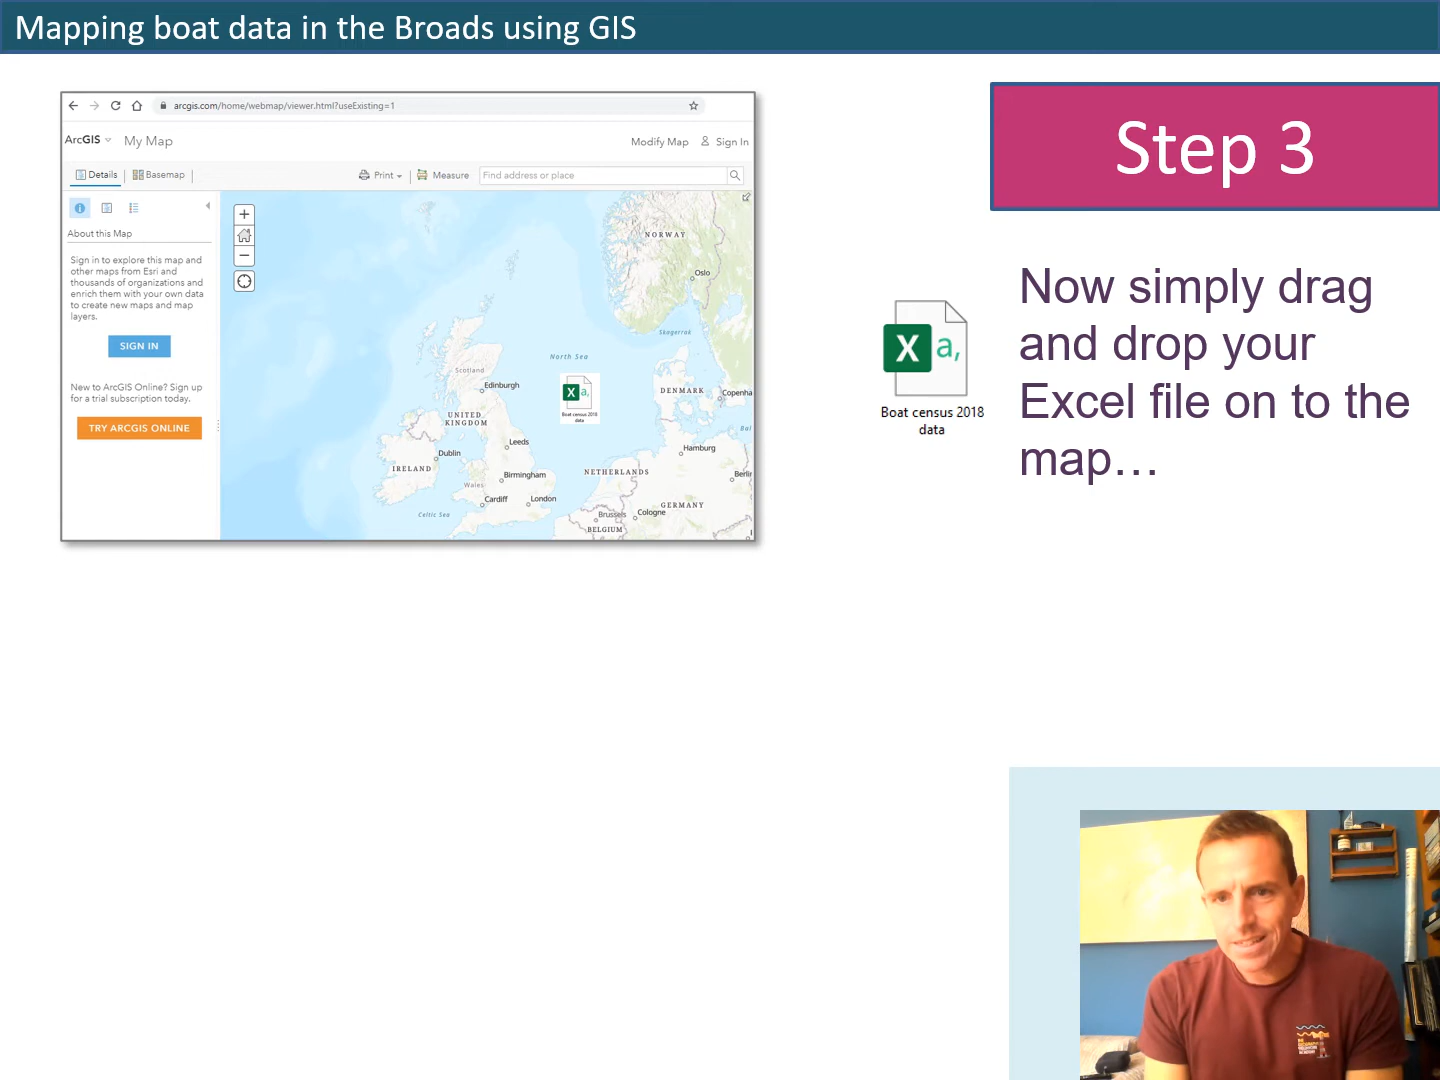 Mapping boat data in the Broads using GIS
arcgis.com/home/webmap/viewer.html?useExisting=1
ArcGIS
My Map
Modify Map
Sign In
Details
Basemap
Print
Measure
Find address or place
About this Map
Sign in to explore this map and
other maps from Esri and
thousands of organizations and
enrich them with your own data
to create new maps and map
layers.
SIGN IN
New to ArcGIS Online? Sign up
for a trial subscription today.
TRY ARCGIS ONLINE
NORWAY
Oslo
Skagerrak
North Sea
Scotland
Edinburgh
DENMARK
Copenha
UNITED
KINGDOM
Boat census 2018
data
Leeds
Dublin
IRELAND
Hamburg
NETHERLANDS
Birmingham
Berlin
Wales
Cardiff
London
GERMANY
Celtic Sea
Brussels
Cologne
BELGIUM
Step 3
Now simply drag
and drop your
Excel file on to the
map…
X
a,
Boat census 2018
data